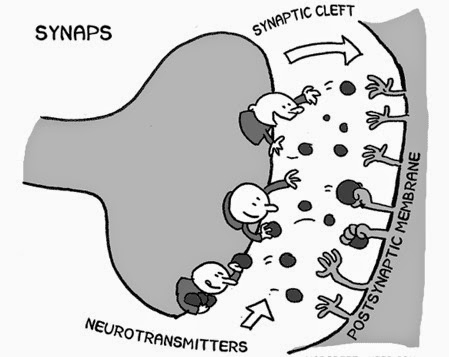 SYNAPS
SYNAPTIC CLEFT
POSTSYNAPTIC MEMBRANE
NEUROTRANSMITTERS